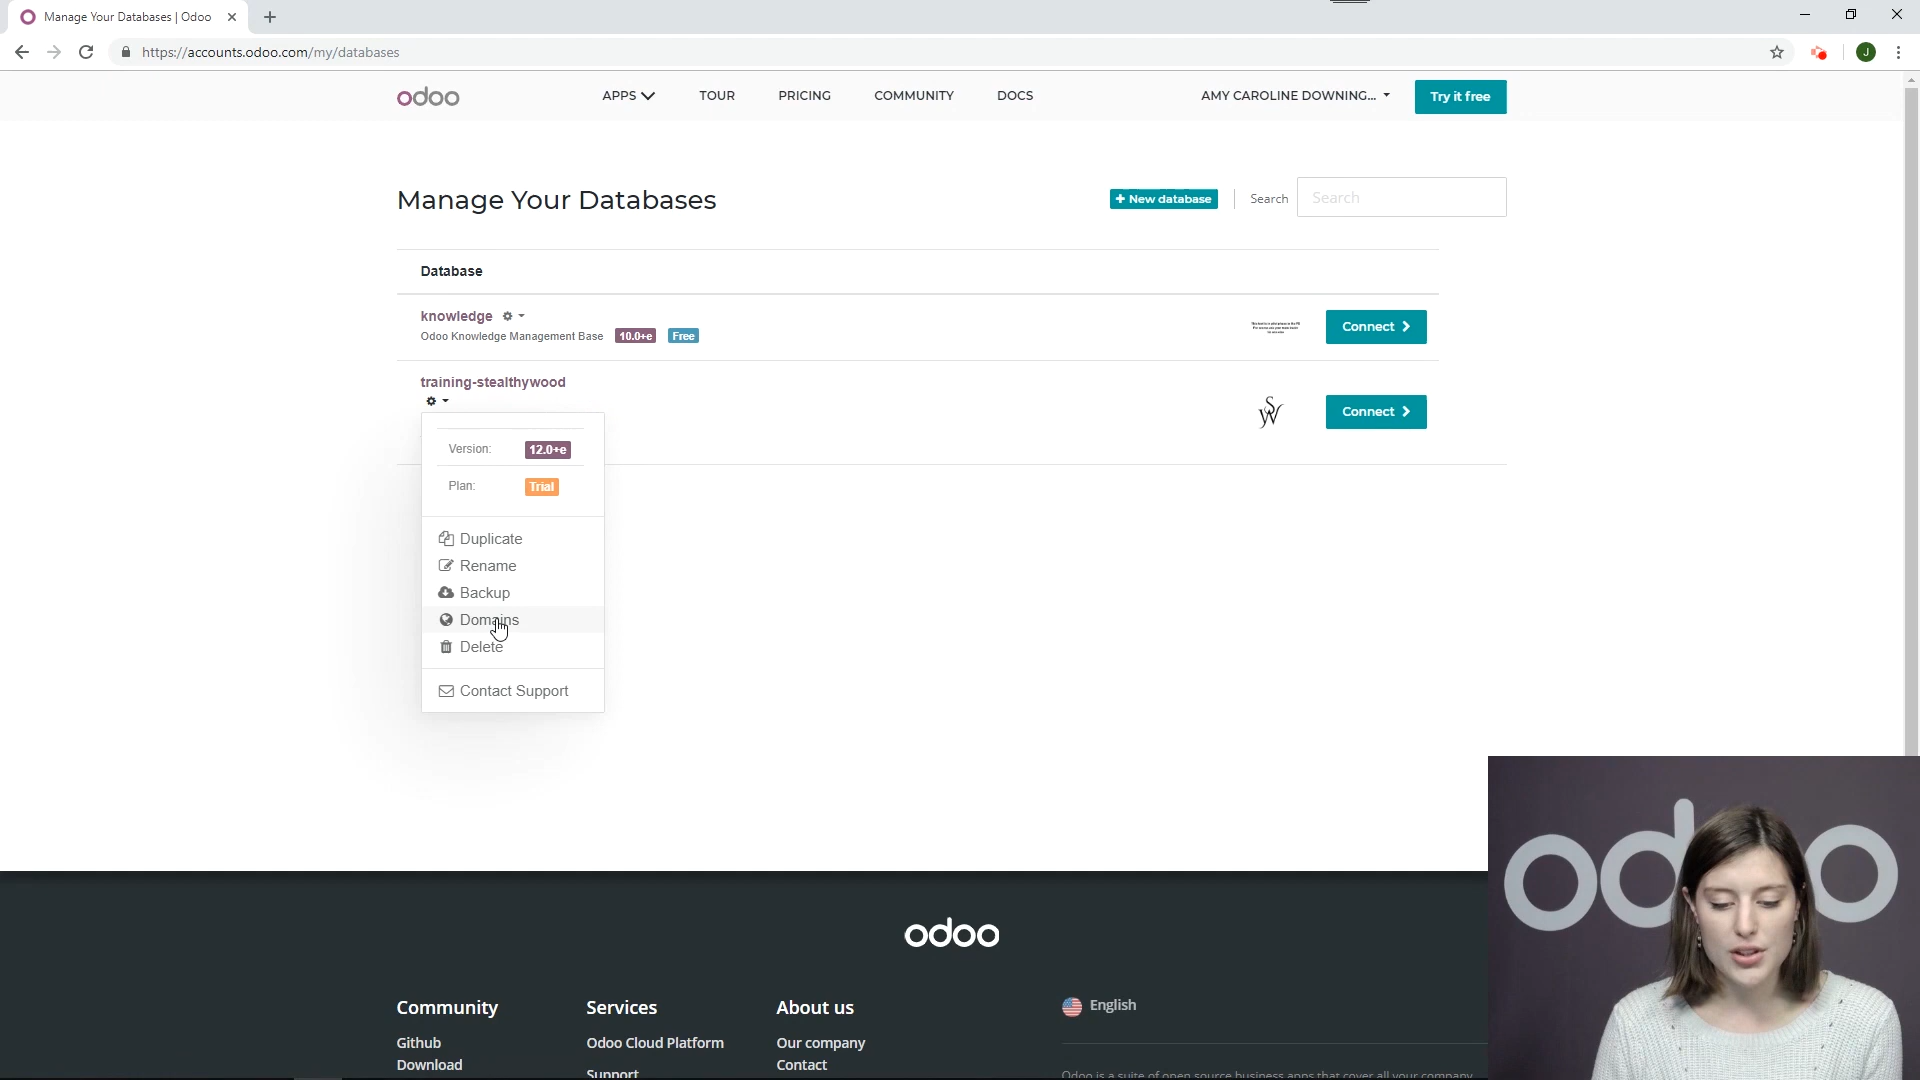 Manage Your Databases | Odoo
https://accounts.odoo.com/my/databases
J
odoo
APPS
TOUR
PRICING
COMMUNITY
DOCS
AMY CAROLINE DOWNING...
Try it free
Manage Your Databases
+ New database
Search
Search
Database
knowledge
Odoo Knowledge Management Base 10.0+e Free
Connect
training-stealthywood
SW
Connect
Version: 12.0+e
Plan: Trial
Duplicate
Rename
Backup
Domains
Delete
Contact Support
odoo
odoo
Community
Services
About us
English
Github
Odoo Cloud Platform
Our company
Download
Support
Contact
Odoo is a suite of open source business apps that cover all your company